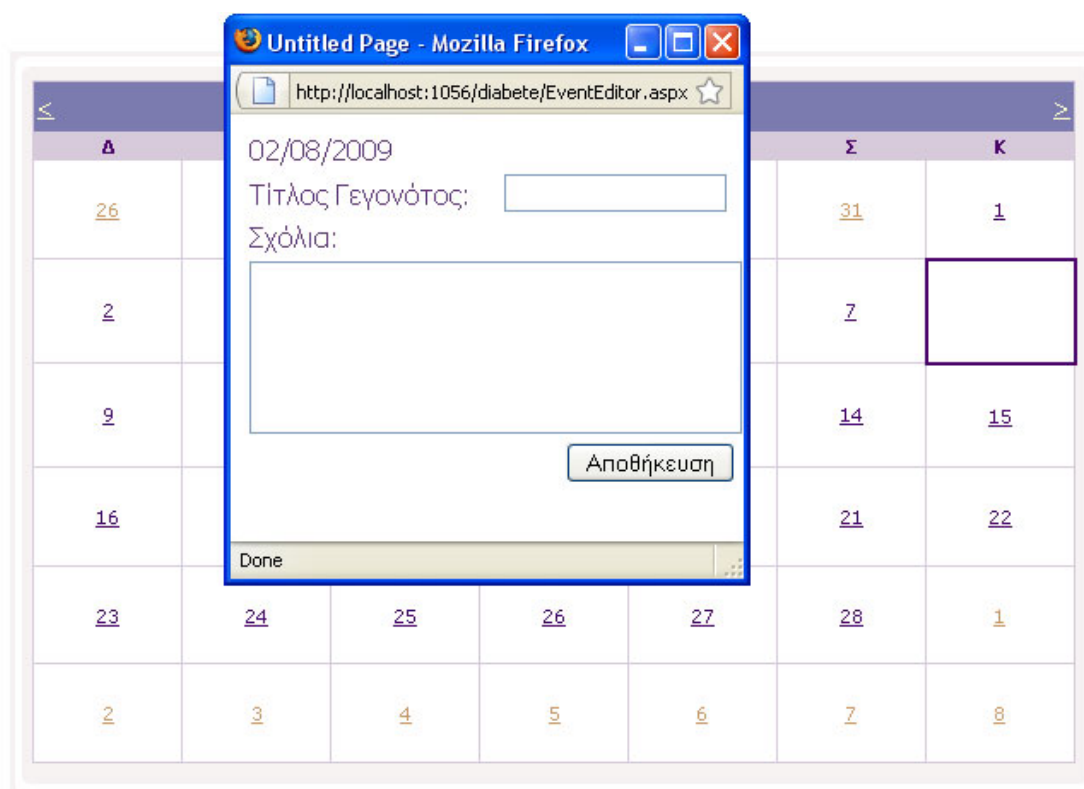 Untitled Page - Mozilla Firefox
http://localhost:1056/diabete/EventEditor.aspx
< >
Δ Σ Κ
02/08/2009
Τίτλος Γεγονότος:
Σχόλια:
Αποθήκευση
Done
26 31 1
2 7
9 14 15
16 21 22
23 24 25 26 27 28 1
2 3 4 5 6 7 8